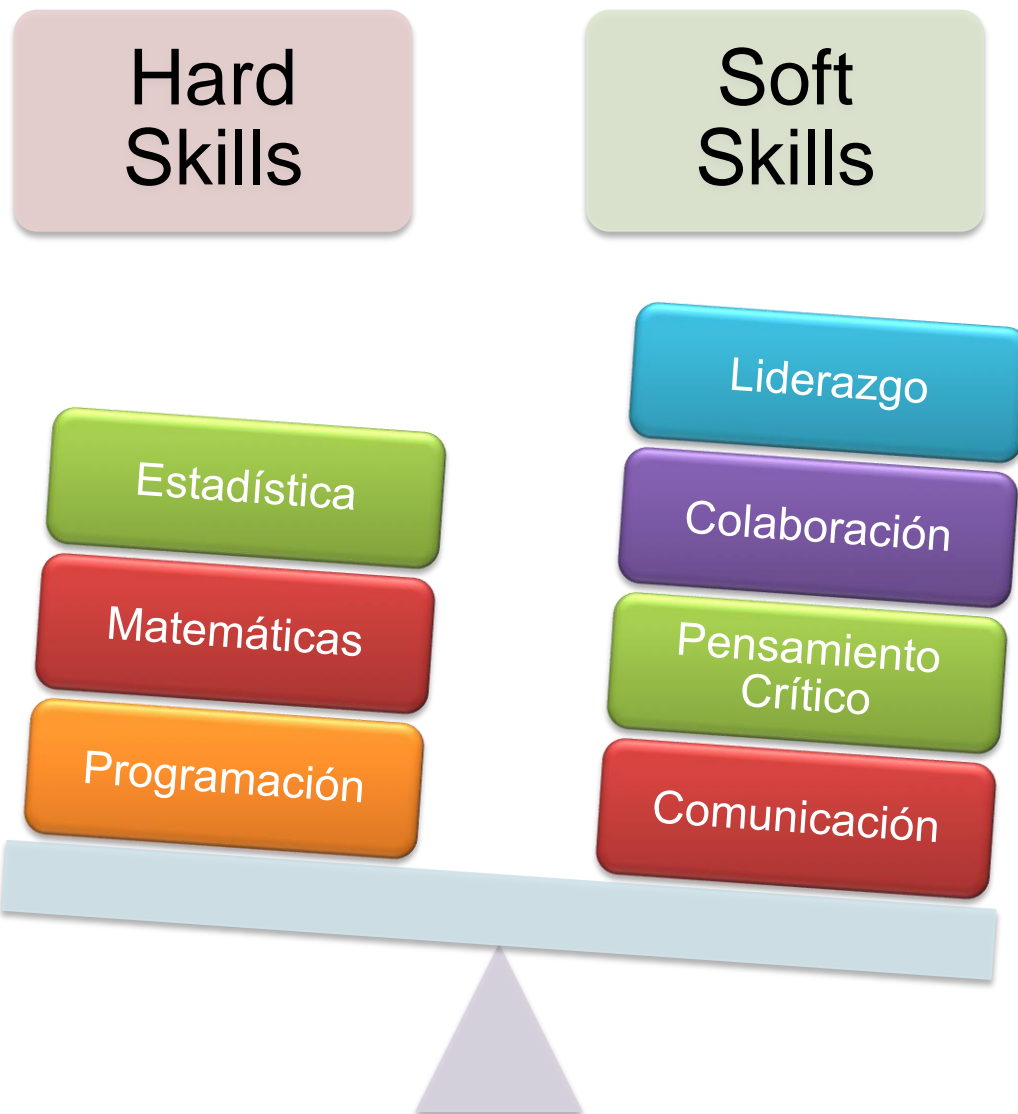 Hard
Skills
Soft
Skills
Estadística
Matemáticas
Programación
Liderazgo
Colaboración
Pensamiento
Crítico
Comunicación